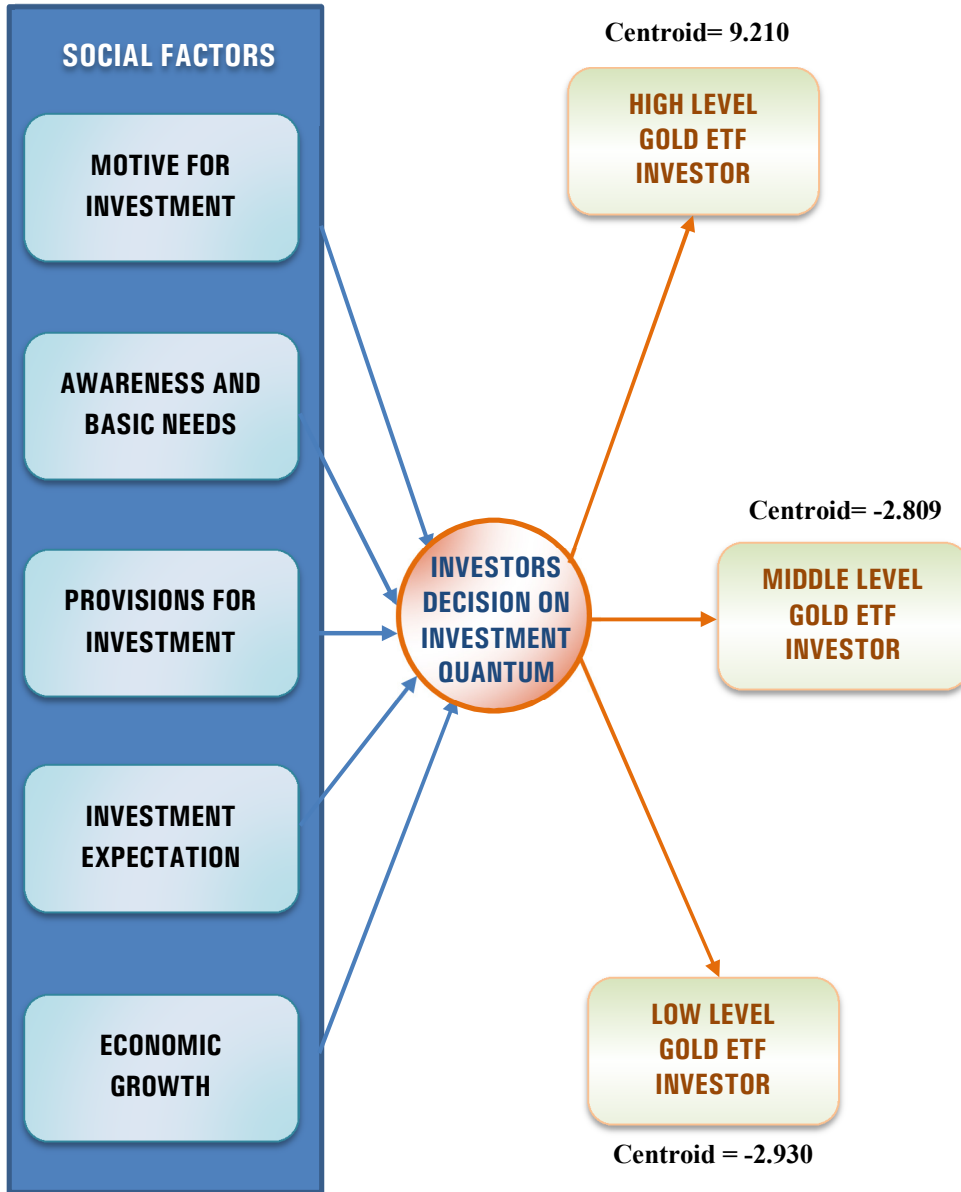 SOCIAL FACTORS
MOTIVE FOR
INVESTMENT
AWARENESS AND
BASIC NEEDS
PROVISIONS FOR
INVESTMENT
INVESTMENT
EXPECTATION
ECONOMIC
GROWTH
INVESTORS
DECISION ON
INVESTMENT
QUANTUM
Centroid= 9.210
HIGH LEVEL
GOLD ETF
INVESTOR
Centroid= -2.809
MIDDLE LEVEL
GOLD ETF
INVESTOR
LOW LEVEL
GOLD ETF
INVESTOR
Centroid = -2.930